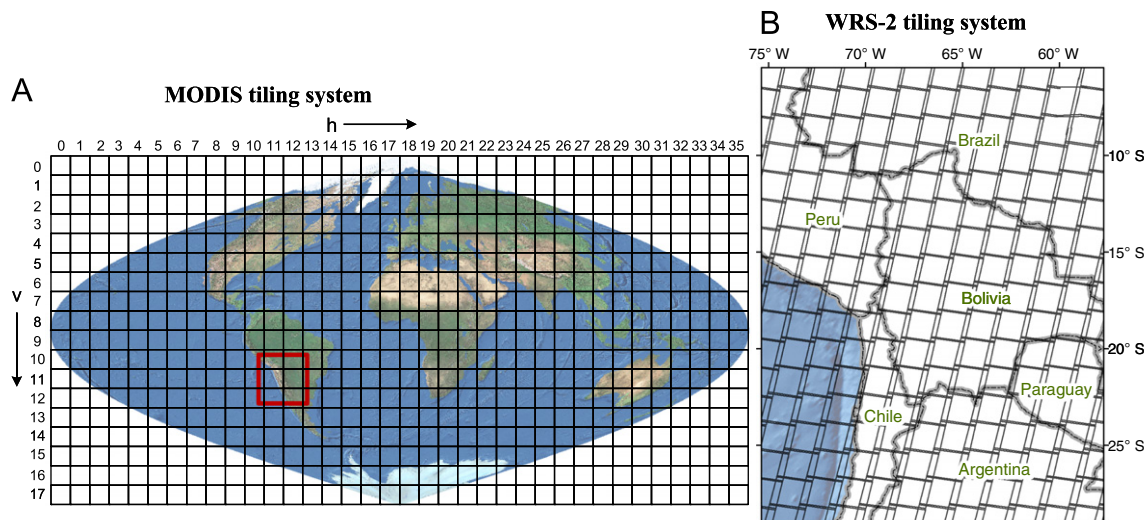 A
MODIS tiling system
h
0 1 2 3 4 5 6 7 8 9 10 11 12 13 14 15 16 17 18 19 20 21 22 23 24 25 26 27 28 29 30 31 32 33 34 35
v
0
1
2
3
4
5
6
7
8
9
10
11
12
13
14
15
16
17
B
WRS-2 tiling system
75° W 70° W 65° W 60° W
Brazil
10° S
Peru
15° S
Bolivia
20° S
Paraguay
Chile
25° S
Argentina